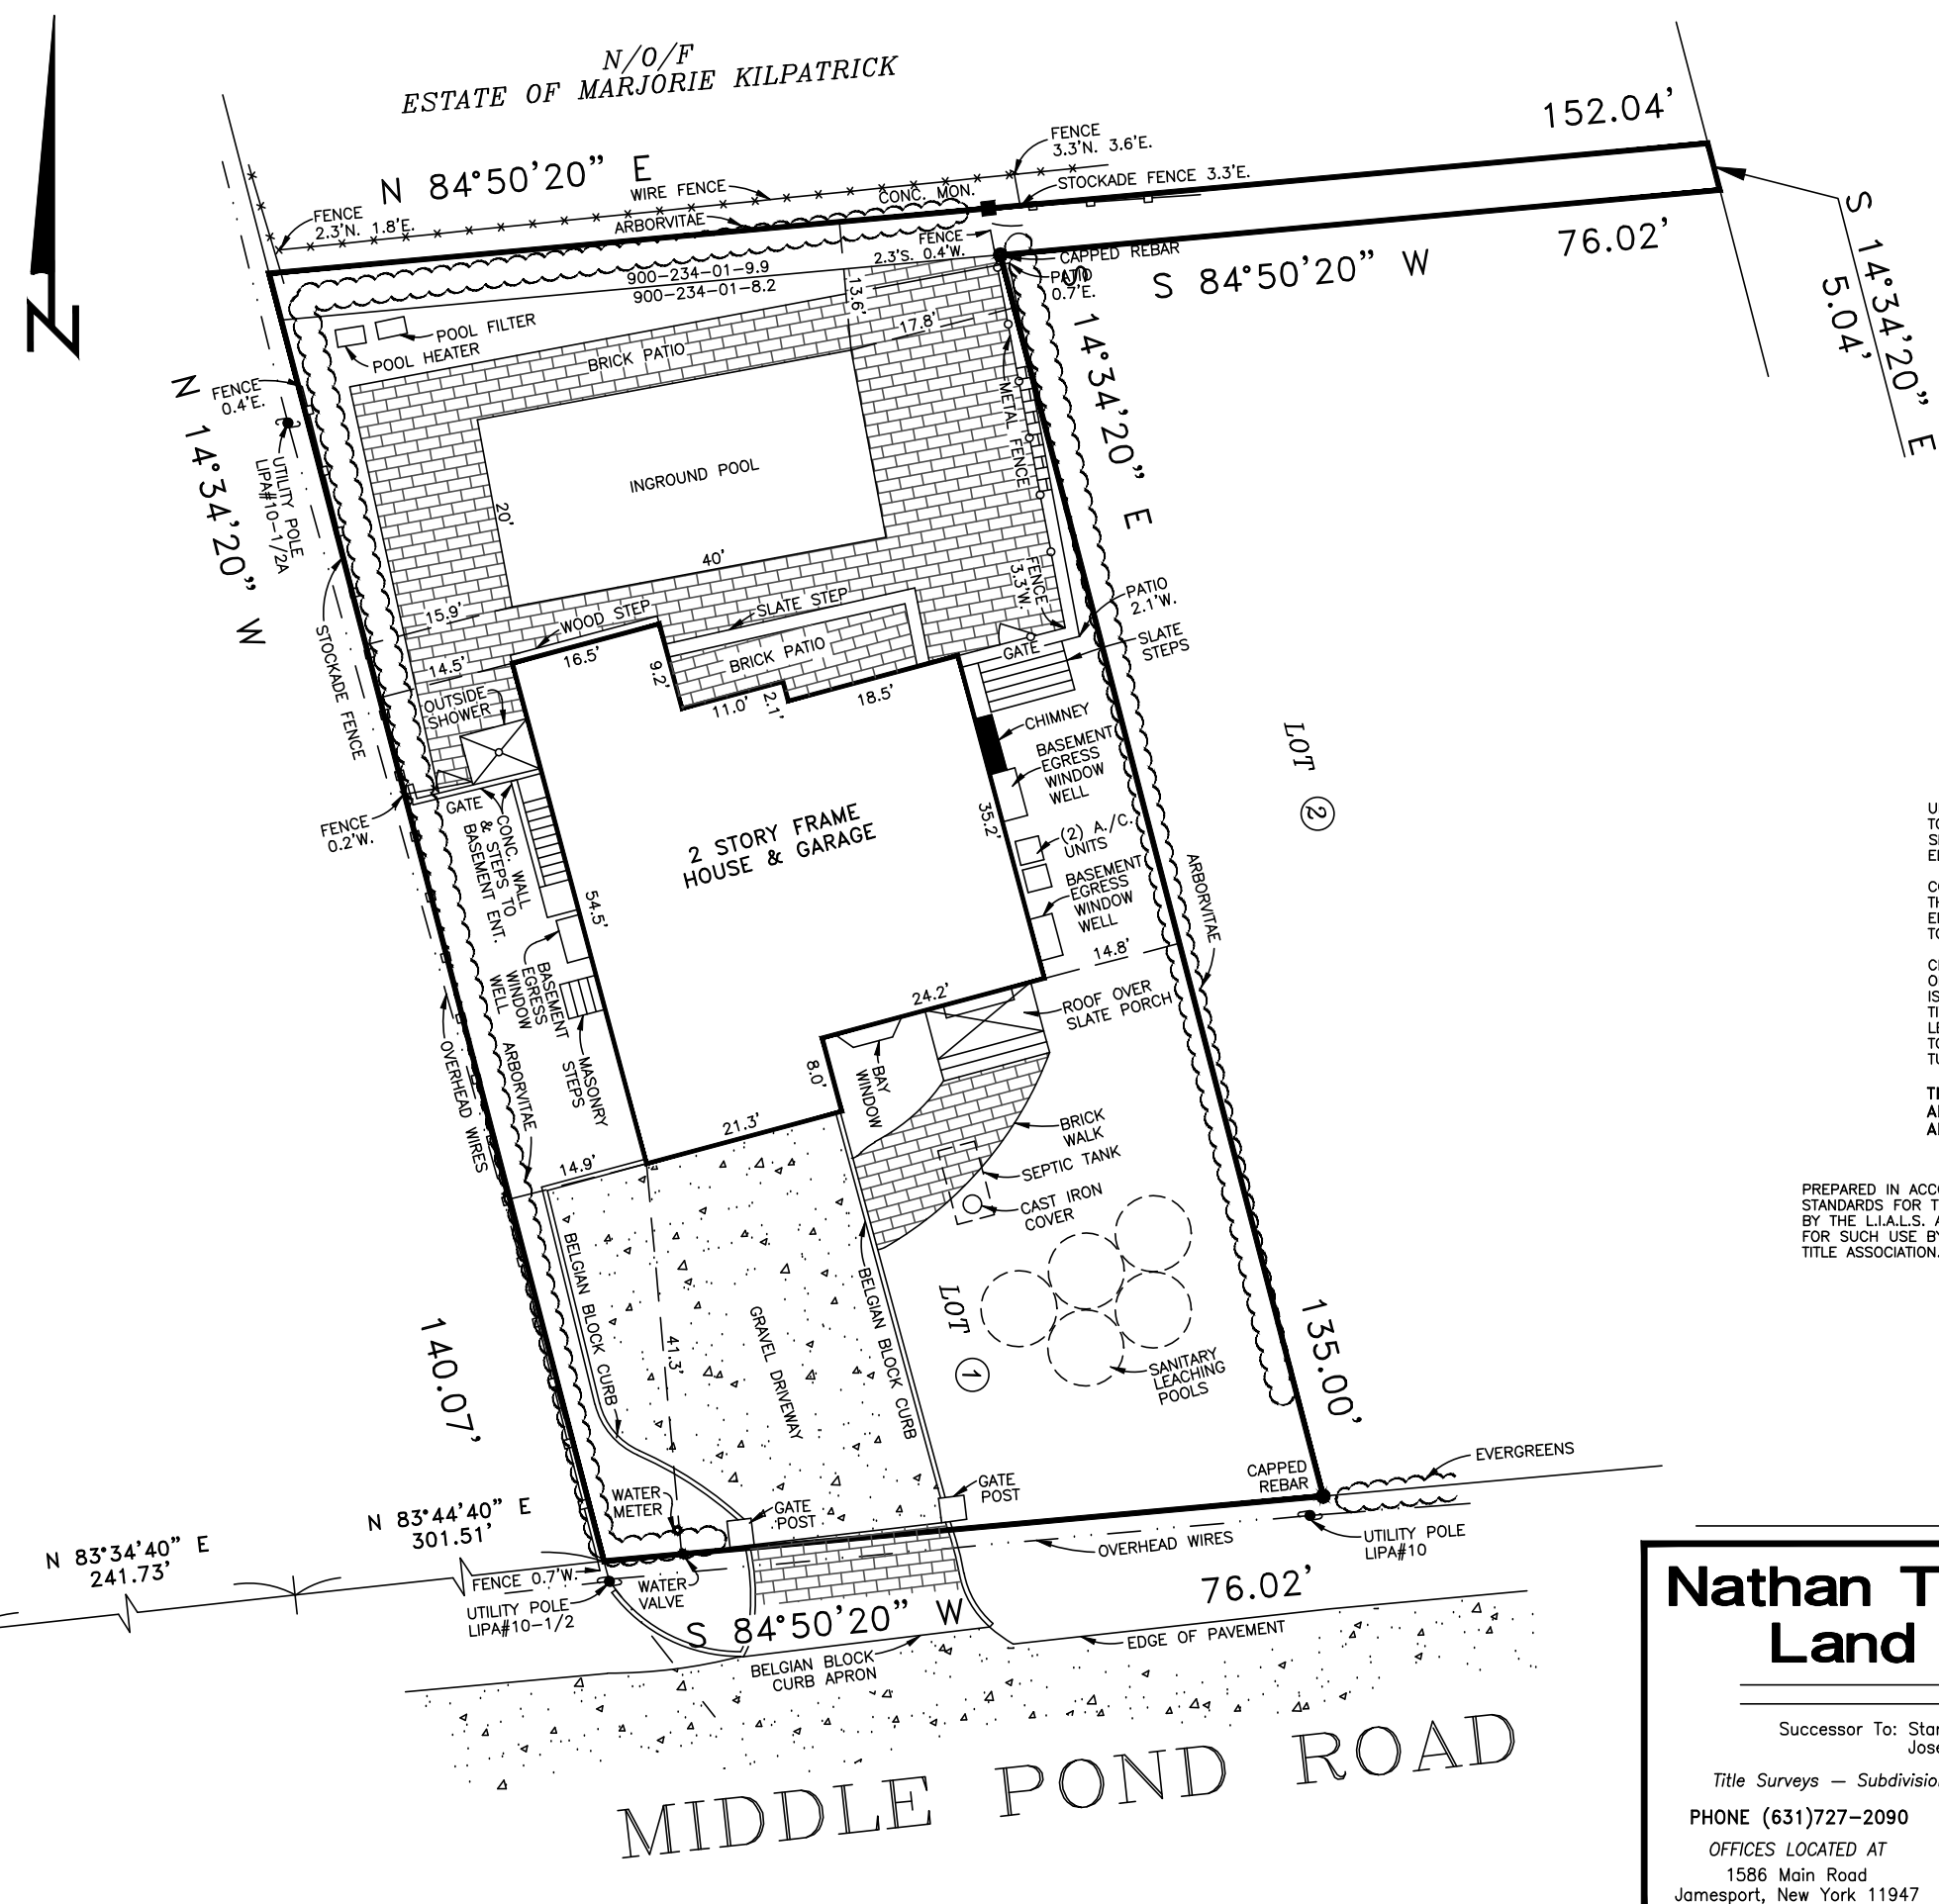 N/O/F
ESTATE OF MARJORIE KILPATRICK
N 84°50'20" E
152.04'
FENCE
3.3'N. 3.6'E.
STOCKADE FENCE 3.3'E.
WIRE FENCE
CONC. MON.
ARBORVITAE
FENCE
2.3'N. 1.8'E.
FENCE
2.3'S. 0.4'W.
CAPPED REBAR
PATIO
0.7'E.
S 84°50'20" W
76.02'
S 14°34'20" E
5.04'
900-234-01-9.9
900-234-01-8.2
13.6'
17.8'
POOL FILTER
POOL HEATER
BRICK PATIO
N
FENCE
0.4'E.
N 14°34'20" W
UTILITY POLE
LIPA#10-1/2A
INGROUND POOL
20'
40'
METAL FENCE
S 14°34'20" E
FENCE
3.3'W.
PATIO
2.1'W.
SLATE
STEPS
GATE
15.9'
WOOD STEP
SLATE STEP
STOCKADE FENCE
14.5'
16.5'
9.2'
BRICK PATIO
11.0'
2.1'
18.5'
OUTSIDE
SHOWER
CHIMNEY
BASEMENT
EGRESS
WINDOW
WELL
LOT 2
FENCE
0.2'W.
GATE
CONC. WALL
& STEPS TO
BASEMENT ENT.
2 STORY FRAME
HOUSE & GARAGE
35.2'
(2) A./C.
UNITS
BASEMENT
EGRESS
WINDOW
WELL
ARBORVITAE
54.5'
14.8'
BASEMENT
EGRESS
WINDOW
WELL
24.2'
ROOF OVER
SLATE PORCH
OVERHEAD WIRES
ARBORVITAE
MASONRY
STEPS
8.0'
BAY
WINDOW
21.3'
BRICK
WALK
14.9'
SEPTIC TANK
CAST IRON
COVER
BELGIAN BLOCK CURB
41.3'
GRAVEL DRIVEWAY
BELGIAN BLOCK CURB
LOT 1
SANITARY
LEACHING
POOLS
140.07'
135.00'
EVERGREENS
CAPPED
REBAR
GATE
POST
WATER
METER
GATE
POST
N 83°44'40" E
301.51'
N 83°34'40" E
241.73'
UTILITY POLE
LIPA#10
OVERHEAD WIRES
FENCE 0.7'W.
WATER
VALVE
UTILITY POLE
LIPA#10-1/2
76.02'
S 84°50'20" W
EDGE OF PAVEMENT
BELGIAN BLOCK
CURB APRON
MIDDLE POND ROAD
PREPARED IN ACC
STANDARDS FOR T
BY THE L.I.A.L.S. A
FOR SUCH USE BY
TITLE ASSOCIATION.
Nathan T
Land
Successor To: Star
Jose
Title Surveys — Subdivision
PHONE (631)727-2090
OFFICES LOCATED AT
1586 Main Road
Jamesport, New York 11947